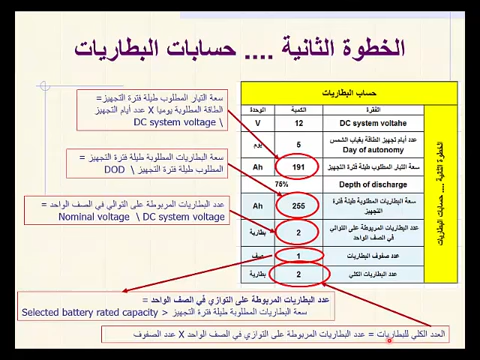 الخطوة الثانية .... حسابات البطاريات
سعة التيار المطلوب طيلة فترة التجهيز=
الطاقة المطلوبة يوميا X عدد أيام التجهيز
\ DC system voltage
سعة البطاريات المطلوبة طيلة فترة التجهيز =
المطلوب طيلة فترة التجهيز \ DOD
عدد البطاريات المربوطة على التوالي في الصف الواحد=
Nominal voltage \ DC system voltage
عدد البطاريات المربوطة على التوازي في الصف الواحد =
سعة البطاريات المطلوبة طيلة فترة التجهيز > Selected battery rated capacity
العدد الكلي للبطاريات = عدد البطاريات المربوطة على التوازي في الصف الواحد X عدد الصفوف
حساب البطاريات
الفقرة الكمية الوحدة
DC system voltahe 12 V
عدد أيام تجهيز الطاقة بغياب الشمس
Day of autonomy 5 يوم
سعة التيار المطلوب طيلة فترة التجهيز 191 Ah
Depth of discharge 75%
سعة البطاريات المطلوبة طيلة فترة
التجهيز 255 Ah
عدد البطاريات المربوطة على التوالي
في الصف الواحد 2 بطارية
عدد صفوف البطاريات 1 صف
عدد البطاريات الكلي 2 بطارية
الخطوة الثانية .... حسابات البطاريات